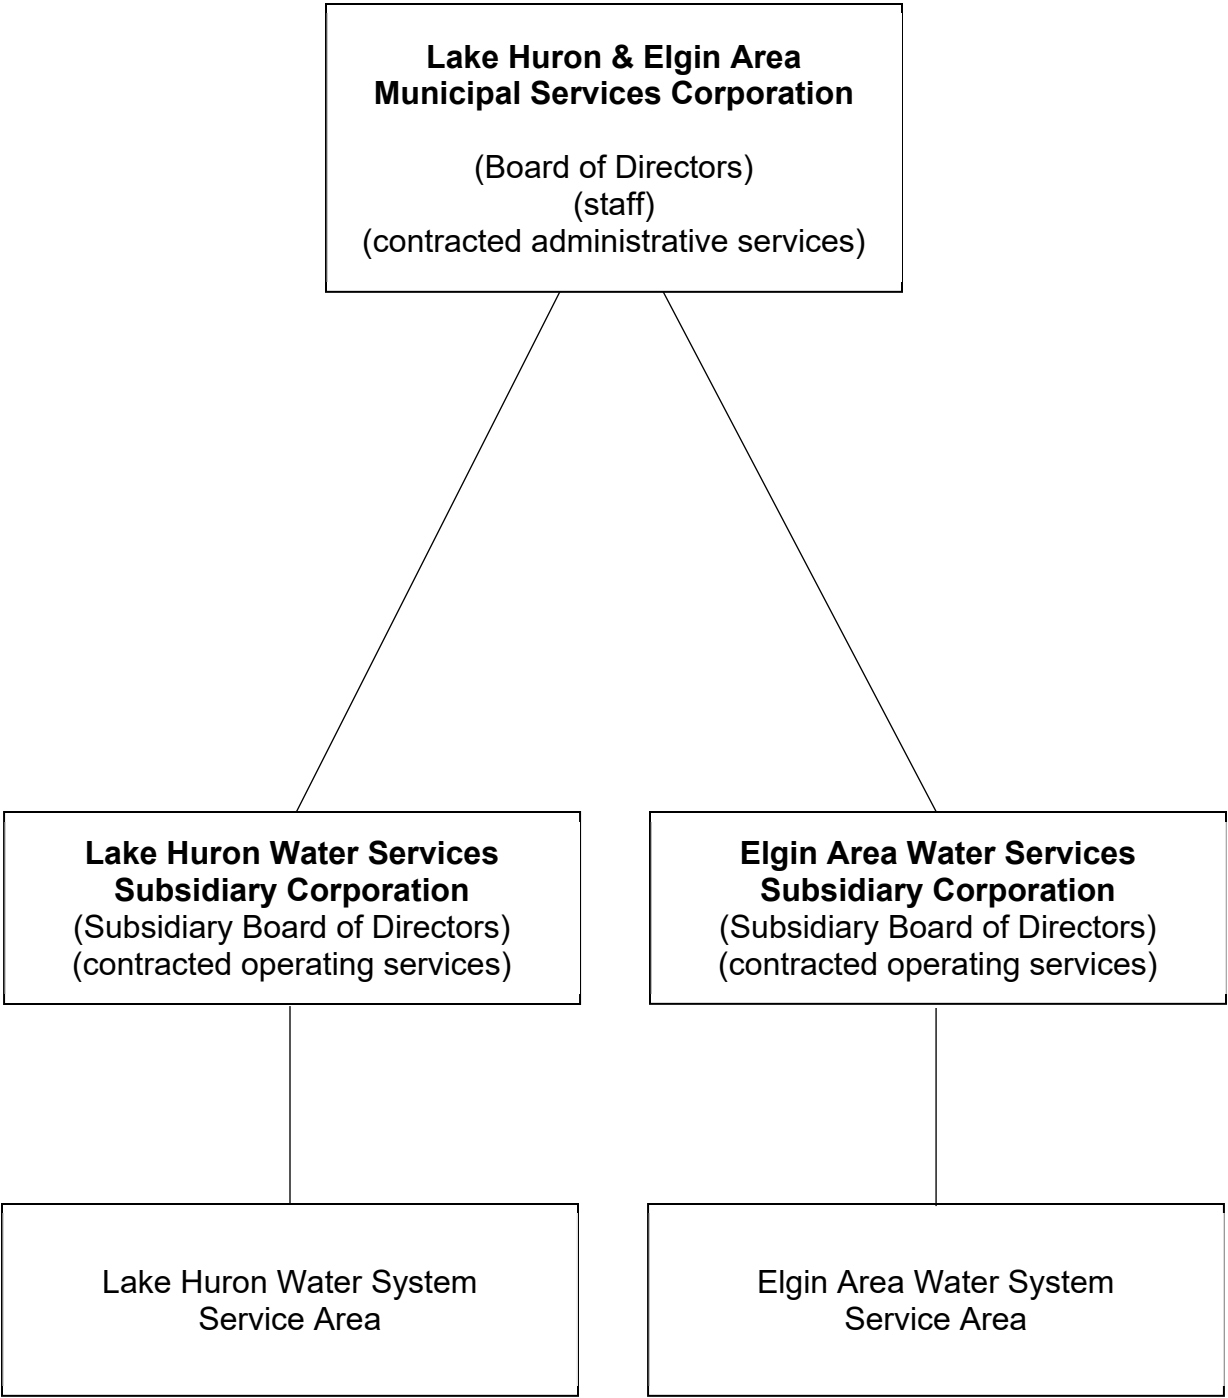 Lake Huron & Elgin Area
Municipal Services Corporation
(Board of Directors)
(staff)
(contracted administrative services)
Lake Huron Water Services
Subsidiary Corporation
(Subsidiary Board of Directors)
(contracted operating services)
Elgin Area Water Services
Subsidiary Corporation
(Subsidiary Board of Directors)
(contracted operating services)
Lake Huron Water System
Service Area
Elgin Area Water System
Service Area